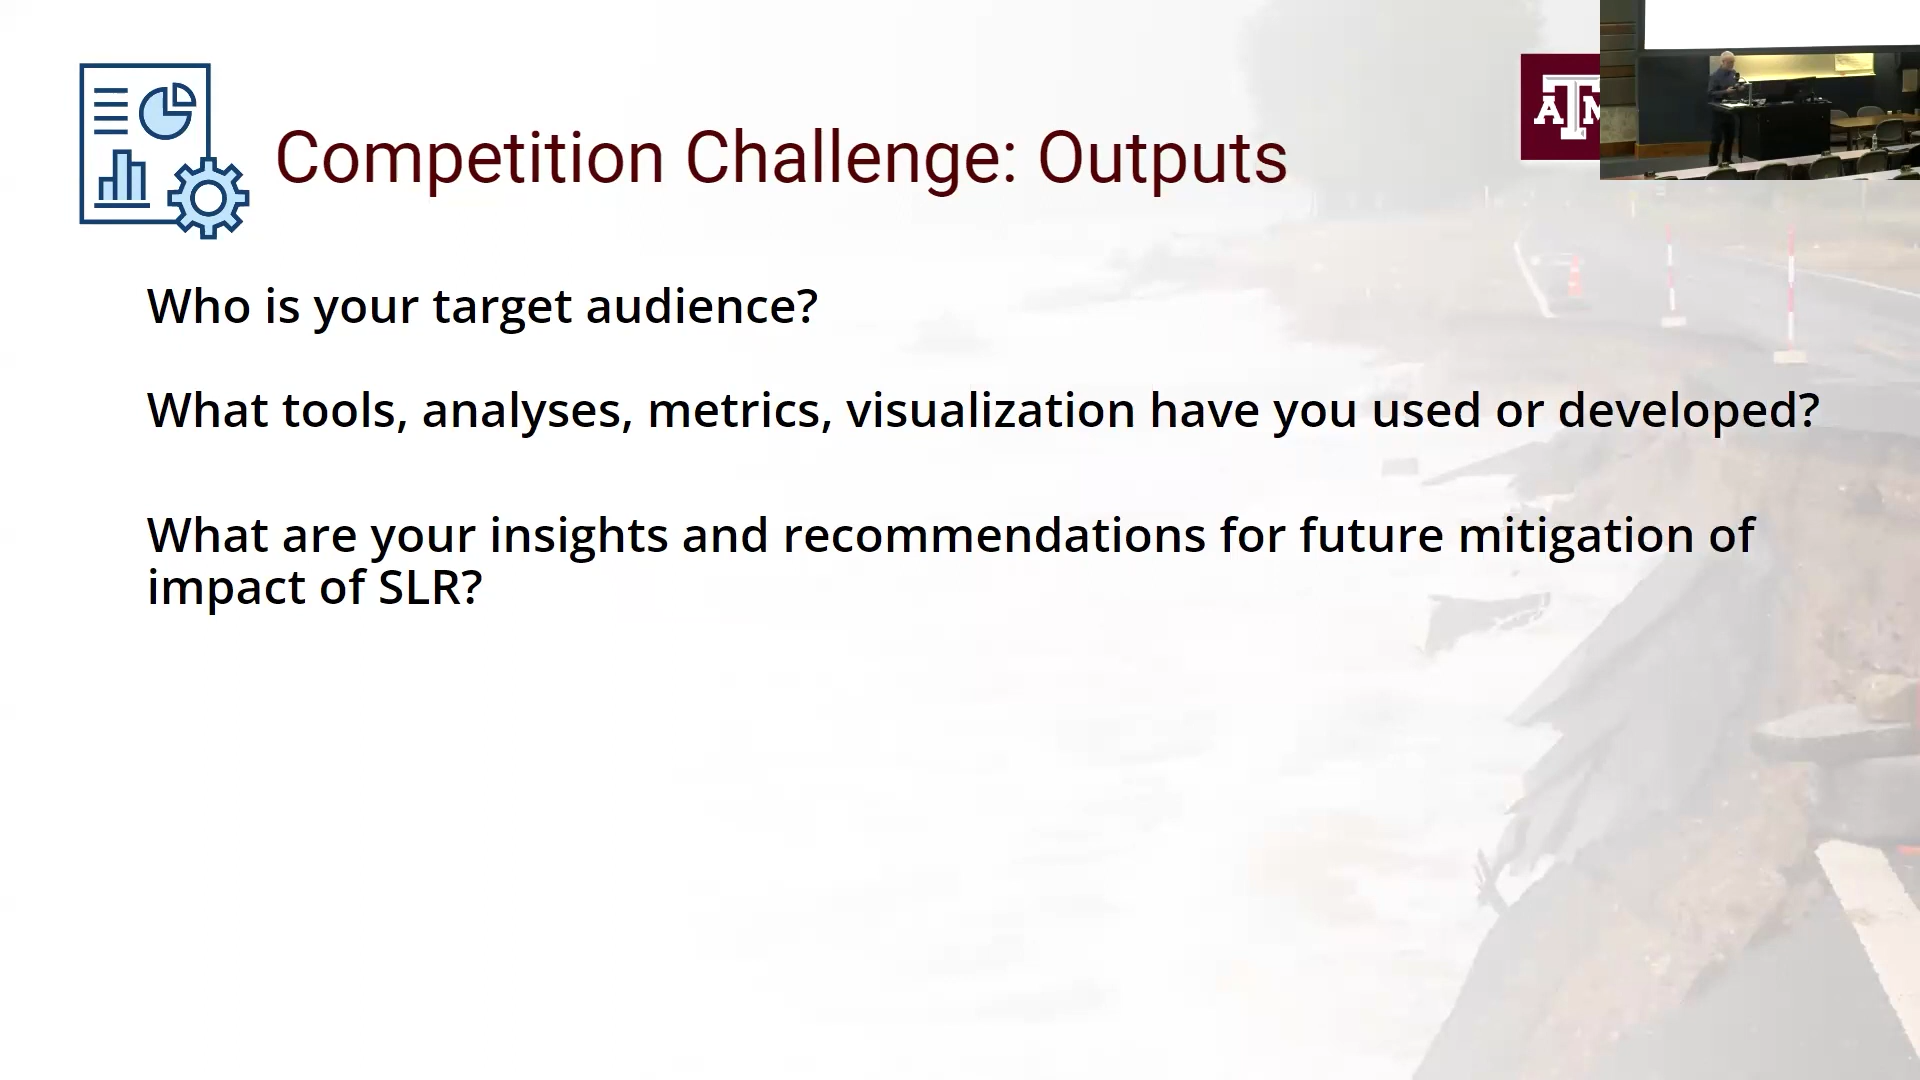 Competition Challenge: Outputs
ATM
Who is your target audience?
What tools, analyses, metrics, visualization have you used or developed?
What are your insights and recommendations for future mitigation of
impact of SLR?